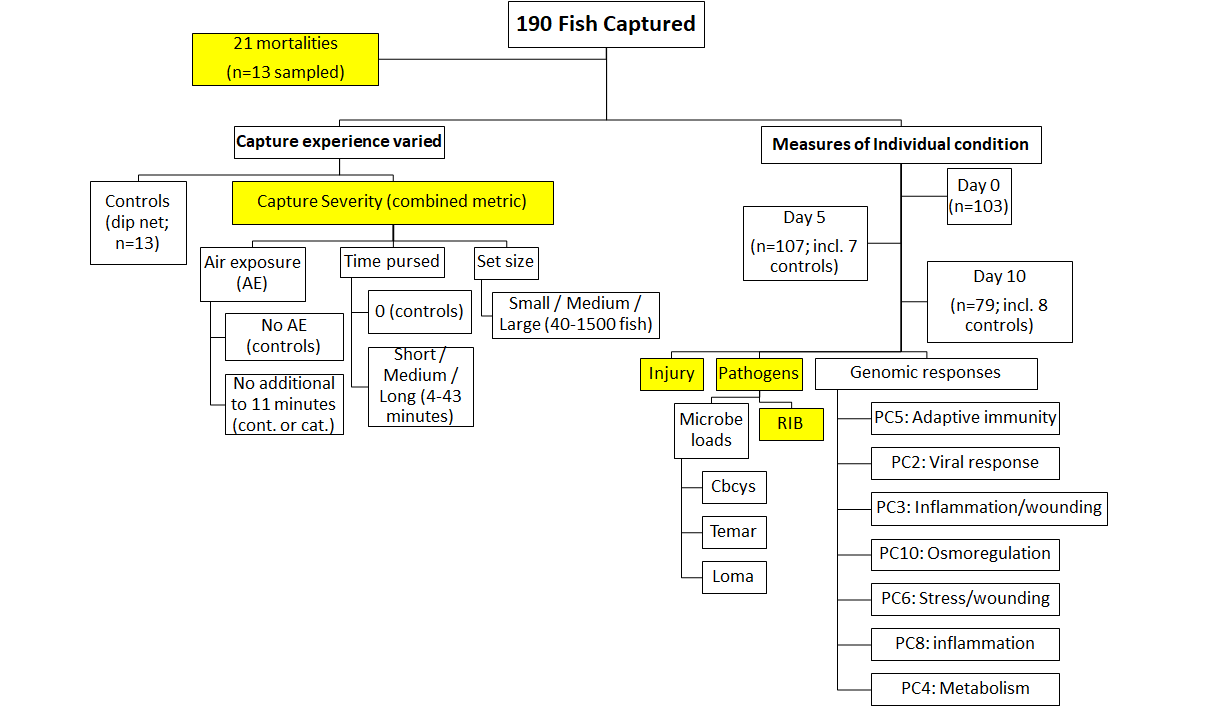 190 Fish Captured
21 mortalities
(n=13 sampled)
Capture experience varied
Measures of Individual condition
Controls
(dip net;
n=13)
Capture Severity (combined metric)
Day 0
(n=103)
Day 5
(n=107; incl. 7
controls)
Air exposure
(AE)
Time pursed
Set size
Day 10
(n=79; incl. 8
controls)
No AE
(controls)
0 (controls)
Small / Medium /
Large (40-1500 fish)
No additional
to 11 minutes
(cont. or cat.)
Short /
Medium /
Long (4-43
minutes)
Injury
Pathogens
Genomic responses
Microbe
loads
RIB
Cbcys
Temar
Loma
PC5: Adaptive immunity
PC2: Viral response
PC3: Inflammation/wounding
PC10: Osmoregulation
PC6: Stress/wounding
PC8: inflammation
PC4: Metabolism